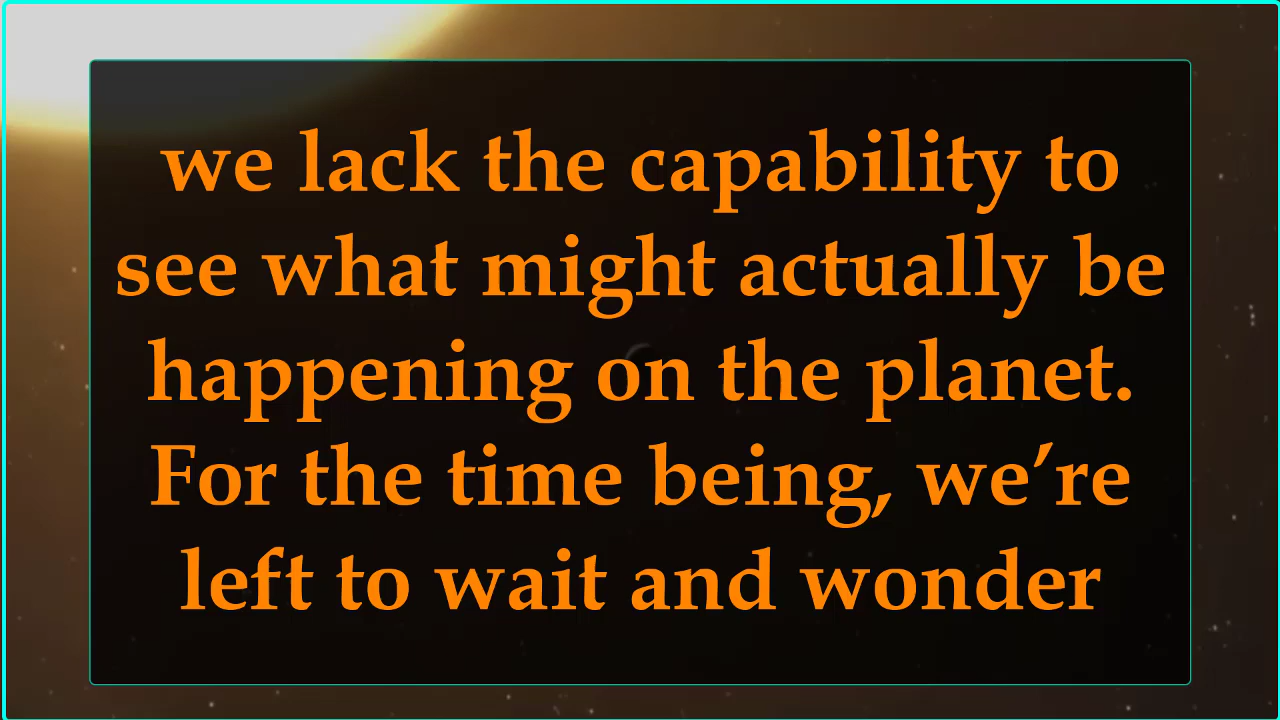 we lack the capability to
see what might actually be
happening on the planet.
For the time being, we’re
left to wait and wonder